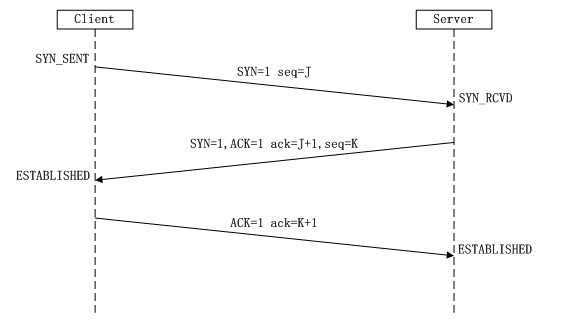 Client
Server
SYN_SENT
SYN=1 seq=J
SYN_RCVD
SYN=1,ACK=1 ack=J+1,seq=K
ESTABLISHED
ACK=1 ack=K+1
ESTABLISHED